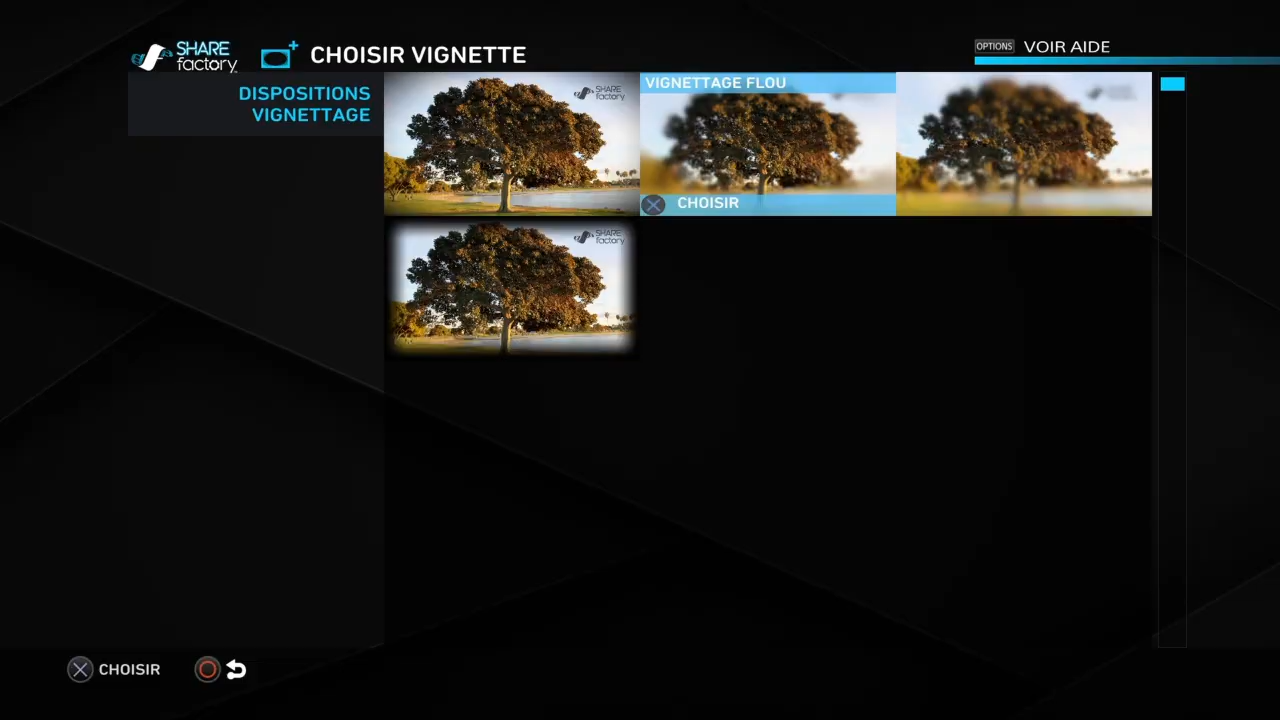 SHARE
factory
CHOISIR VIGNETTE
OPTIONS VOIR AIDE
DISPOSITIONS
VIGNETTAGE
SHARE
factory
VIGNETTAGE FLOU
CHOISIR
SHARE
factory
CHOISIR